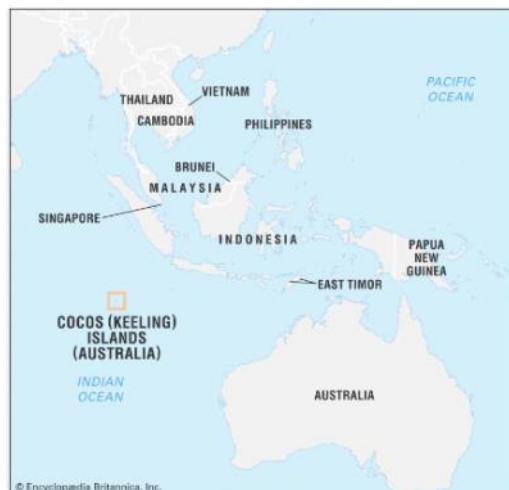 PACIFIC
OCEAN
THAILAND
VIETNAM
CAMBODIA
PHILIPPINES
BRUNEI
MALAYSIA
SINGAPORE
INDONESIA
PAPUA
NEW
GUINEA
EAST TIMOR
COCOS (KEELING)
ISLANDS
(AUSTRALIA)
INDIAN
OCEAN
AUSTRALIA
© Encyclopædia Britannica, Inc.